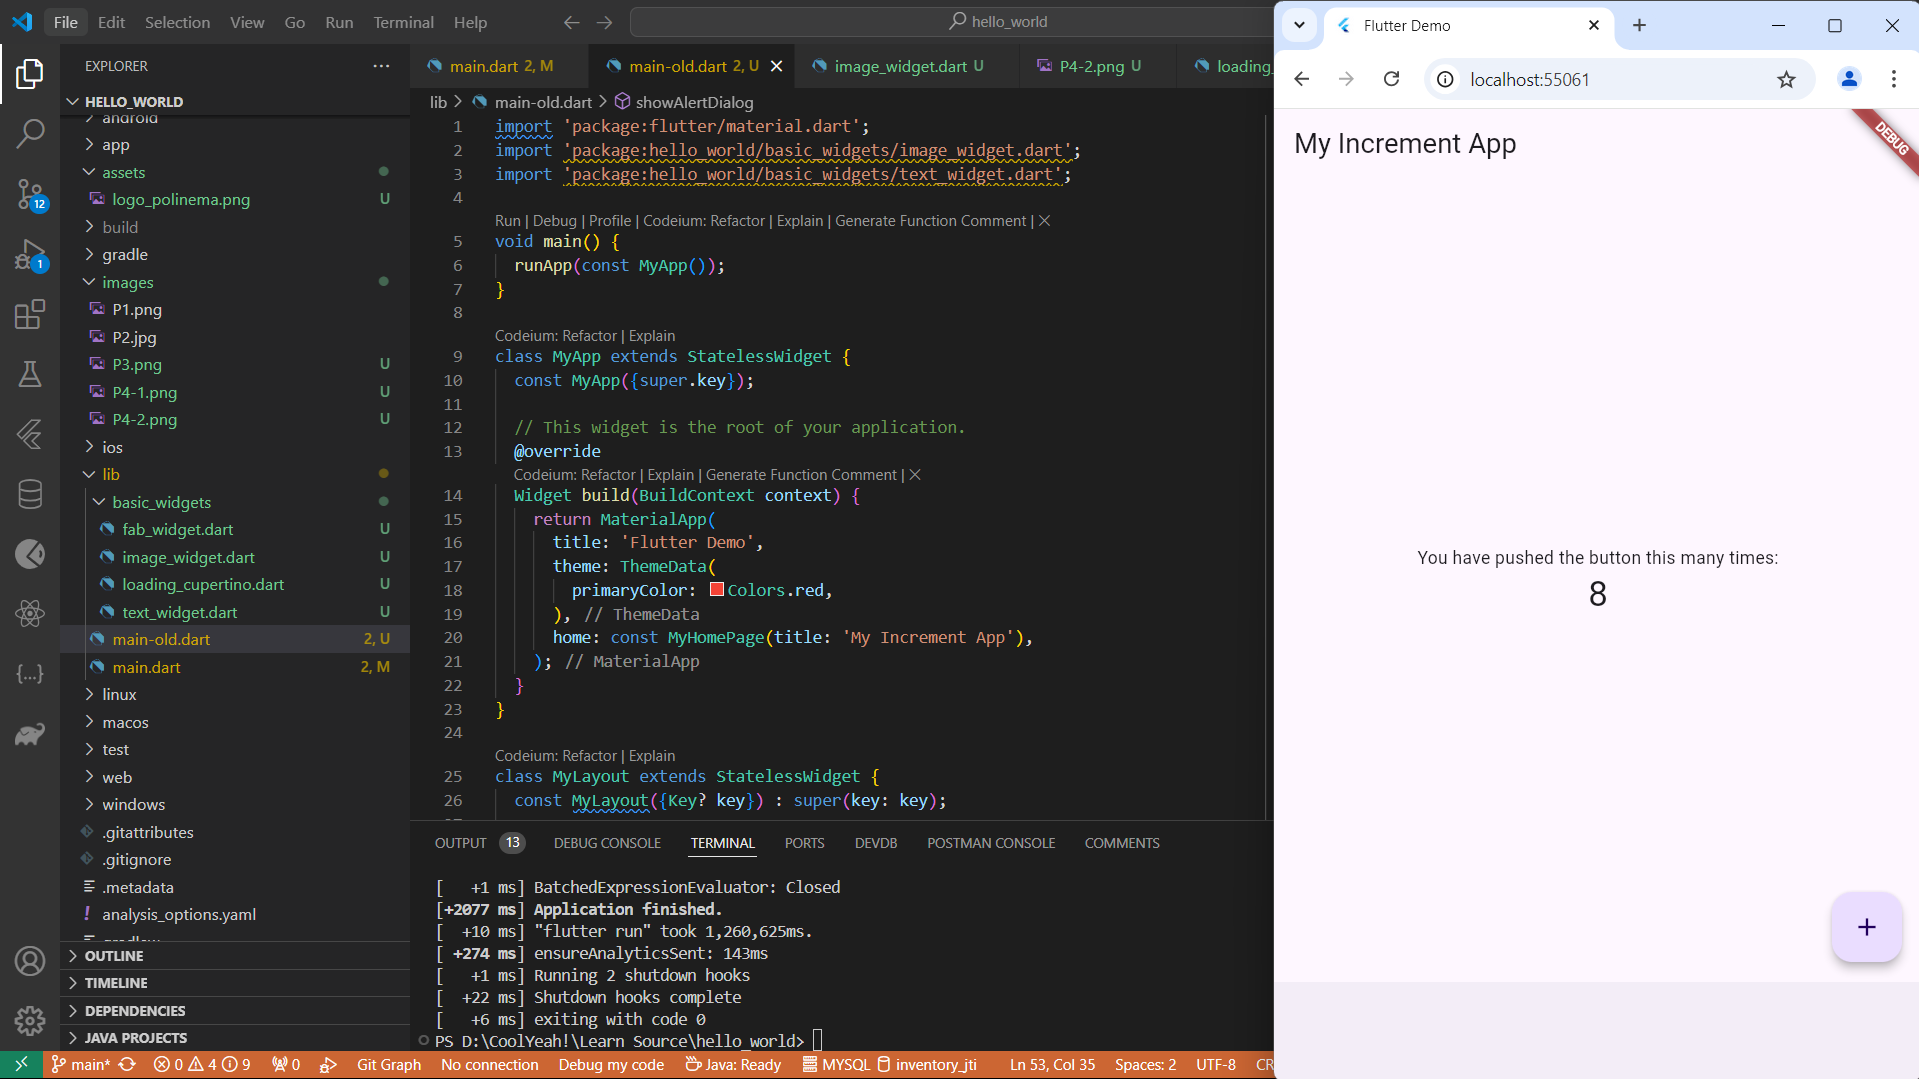 File Edit Selection View Go Run Terminal Help
hello_world
EXPLORER
HELLO_WORLD
android
app
assets
logo_polinema.png U
build
gradle
images
P1.png
P2.jpg
P3.png U
P4-1.png U
P4-2.png U
ios
lib
basic_widgets
fab_widget.dart U
image_widget.dart U
loading_cupertino.dart U
text_widget.dart U
main-old.dart 2, U
main.dart 2, M
linux
macos
test
web
windows
.gitattributes
.gitignore
.metadata
analysis_options.yaml
OUTLINE
TIMELINE
DEPENDENCIES
JAVA PROJECTS
12
1
main.dart 2, M
main-old.dart 2, U
image_widget.dart U
P4-2.png U
loading_
lib > main-old.dart > showAlertDialog
1 import 'package:flutter/material.dart';
2 import 'package:hello_world/basic_widgets/image_widget.dart';
3 import 'package:hello_world/basic_widgets/text_widget.dart';
4
Run | Debug | Profile | Codeium: Refactor | Explain | Generate Function Comment | ×
5 void main() {
6 runApp(const MyApp());
7 }
8
Codeium: Refactor | Explain
9 class MyApp extends StatelessWidget {
10 const MyApp({super.key});
11
12 // This widget is the root of your application.
13 @override
Codeium: Refactor | Explain | Generate Function Comment | ×
14 Widget build(BuildContext context) {
15 return MaterialApp(
16 title: 'Flutter Demo',
17 theme: ThemeData(
18 primaryColor: Colors.red,
19 ), // ThemeData
20 home: const MyHomePage(title: 'My Increment App'),
21 ); // MaterialApp
22 }
23 }
24
Codeium: Refactor | Explain
25 class MyLayout extends StatelessWidget {
26 const MyLayout({Key? key}) : super(key: key);
OUTPUT 13 DEBUG CONSOLE TERMINAL PORTS DEVDB POSTMAN CONSOLE COMMENTS
[ +1 ms] BatchedExpressionEvaluator: Closed
[+2077 ms] Application finished.
[ +10 ms] "flutter run" took 1,260,625ms.
[ +274 ms] ensureAnalyticsSent: 143ms
[ +1 ms] Running 2 shutdown hooks
[ +22 ms] Shutdown hooks complete
[ +6 ms] exiting with code 0
PS D:\CoolYeah!\Learn Source\hello_world>
main* 0 4 9 0 Git Graph No connection Debug my code Java: Ready MYSQL inventory_jti Ln 53, Col 35 Spaces: 2 UTF-8 CR
Flutter Demo
localhost:55061
DEBUG
My Increment App
You have pushed the button this many times:
8
+